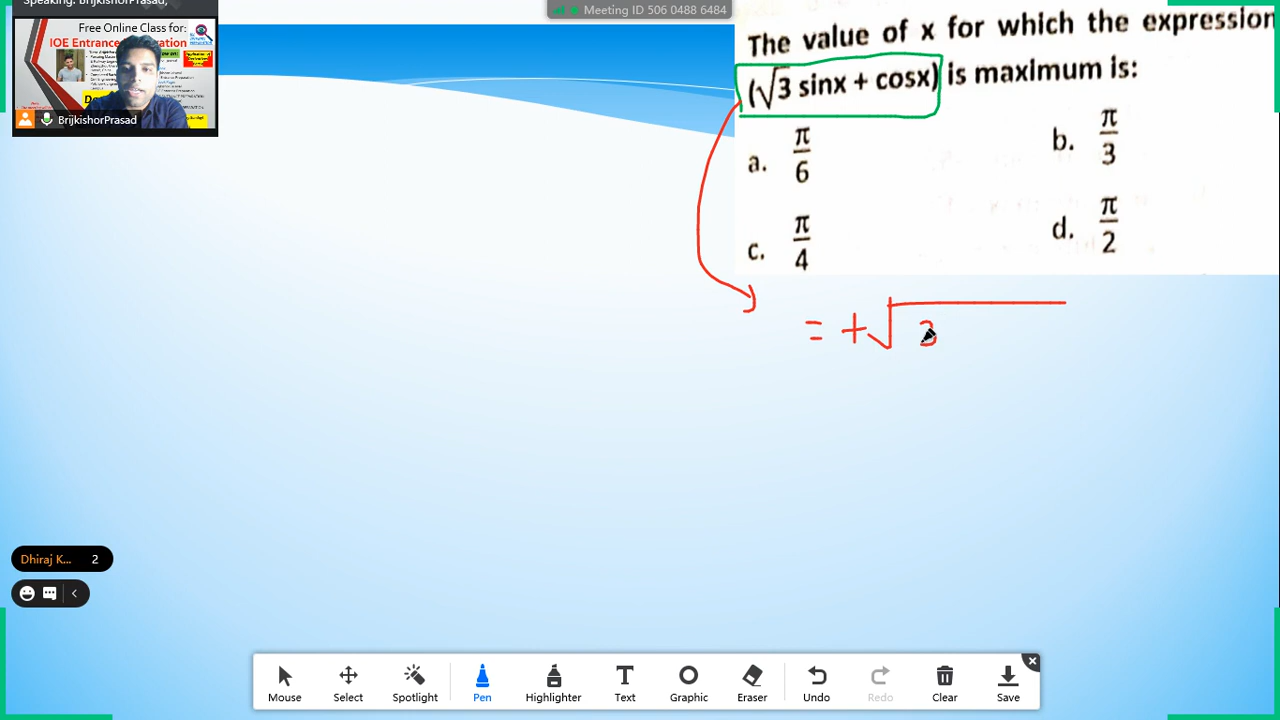 Speaking: BrijkishorPrasad,
Meeting ID 506 0488 6484
Free Online Class for:
IOE Entrance
BrijkishorPrasad
The value of x for which the expression
(√3 sinx + cosx) is maximum is:
a. π/6
b. π/3
c. π/4
d. π/2
= +√3
Dhiraj K... 2
Mouse Select Spotlight Pen Highlighter Text Graphic Eraser Undo Redo Clear Save